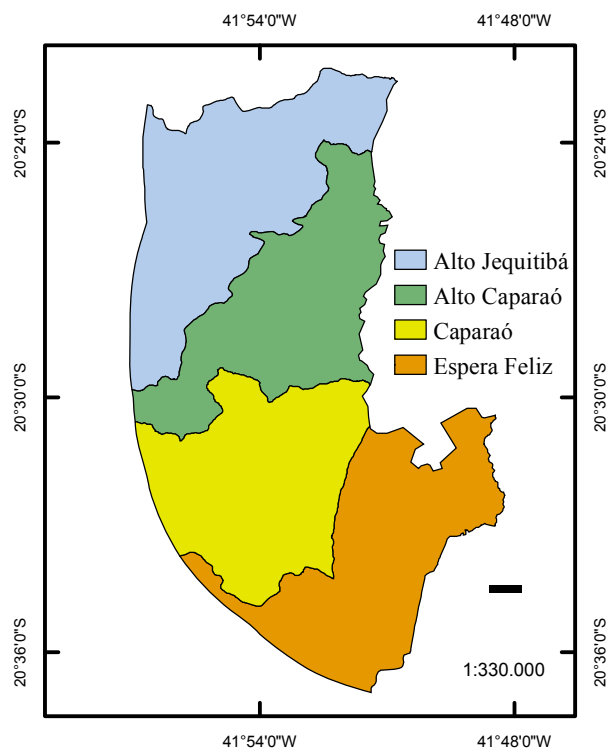 41°54'0"W 41°48'0"W
20°24'0"S 20°24'0"S
Alto Jequitibá
Alto Caparaó
Caparaó
Espera Feliz
20°30'0"S 20°30'0"S
20°36'0"S 20°36'0"S
1:330.000
41°54'0"W 41°48'0"W